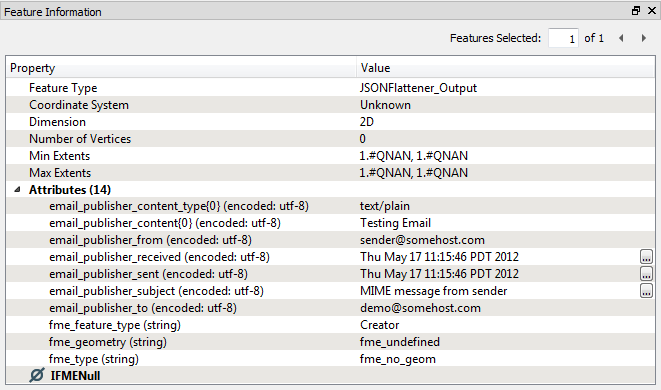 Feature Information
Features Selected: 1 of 1
Property Value
Feature Type JSONFlattener_Output
Coordinate System Unknown
Dimension 2D
Number of Vertices 0
Min Extents 1.#QNAN, 1.#QNAN
Max Extents 1.#QNAN, 1.#QNAN
Attributes (14)
email_publisher_content_type{0} (encoded: utf-8) text/plain
email_publisher_content{0} (encoded: utf-8) Testing Email
email_publisher_from (encoded: utf-8) sender@somehost.com
email_publisher_received (encoded: utf-8) Thu May 17 11:15:46 PDT 2012 ...
email_publisher_sent (encoded: utf-8) Thu May 17 11:15:46 PDT 2012 ...
email_publisher_subject (encoded: utf-8) MIME message from sender ...
email_publisher_to (encoded: utf-8) demo@somehost.com
fme_feature_type (string) Creator
fme_geometry (string) fme_undefined
fme_type (string) fme_no_geom
IFMENull